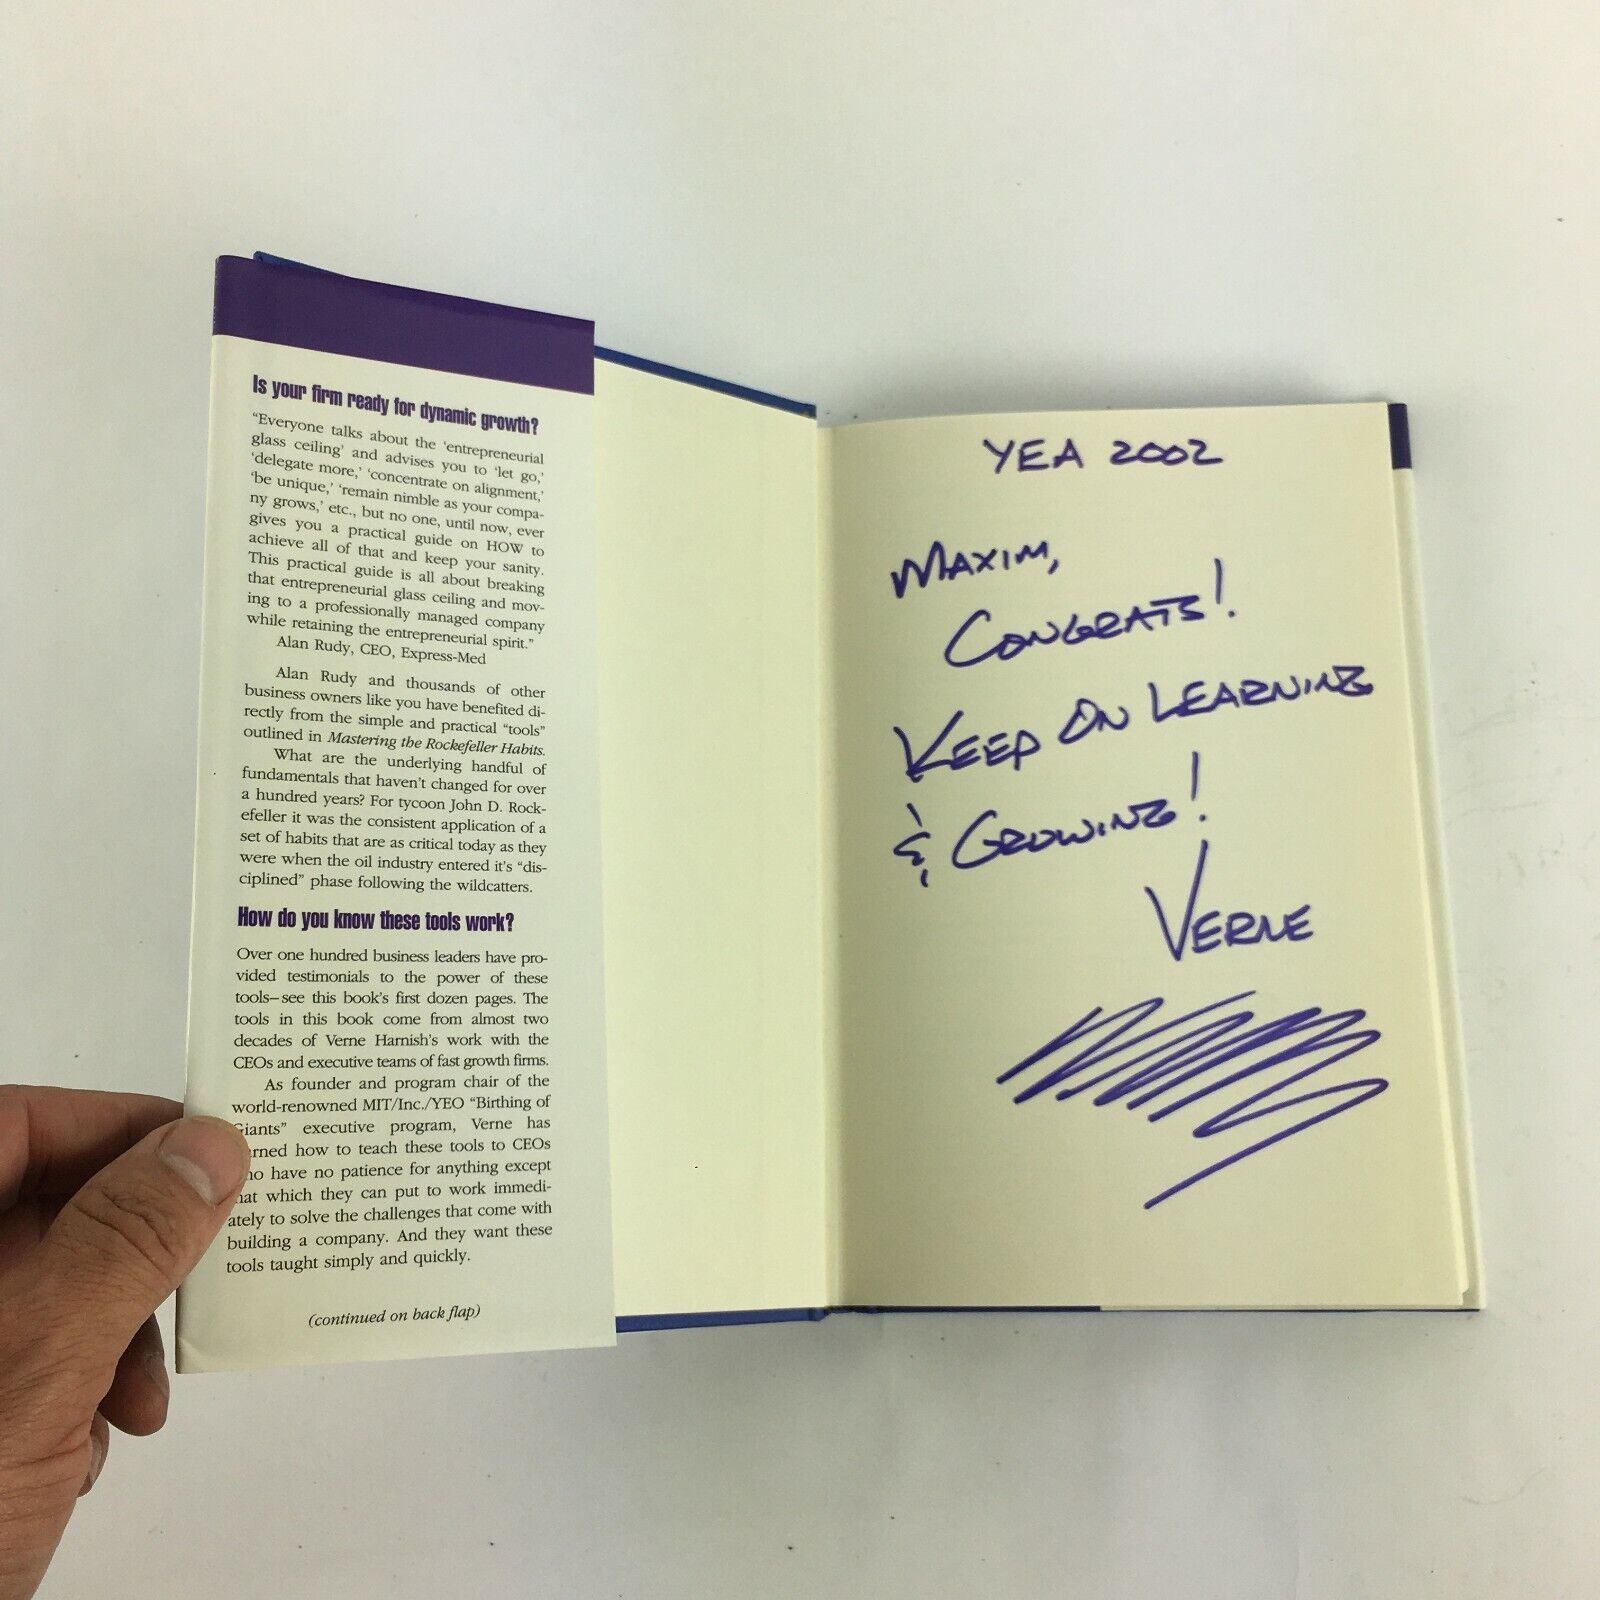 Is your firm ready for dynamic growth?
"Everyone talks about the 'entrepreneurial
glass ceiling' and advises you to 'let go,'
'delegate more,' 'concentrate on alignment,'
'be unique,' 'remain nimble as your compa-
ny grows,' etc., but no one, until now, ever
gives you a practical guide on HOW to
achieve all of that and keep your sanity.
This practical guide is all about breaking
that entrepreneurial glass ceiling and mov-
ing to a professionally managed company
while retaining the entrepreneurial spirit."
Alan Rudy, CEO, Express-Med
Alan Rudy and thousands of other
business owners like you have benefited di-
rectly from the simple and practical "tools"
outlined in Mastering the Rockefeller Habits.
What are the underlying handful of
fundamentals that haven't changed for over
a hundred years? For tycoon John D. Rock-
efeller it was the consistent application of a
set of habits that are as critical today as they
were when the oil industry entered it's "dis-
ciplined" phase following the wildcatters.
How do you know these tools work?
Over one hundred business leaders have pro-
vided testimonials to the power of these
tools—see this book's first dozen pages. The
tools in this book come from almost two
decades of Verne Harnish's work with the
CEOs and executive teams of fast growth firms.
As founder and program chair of the
world-renowned MIT/Inc./YEO "Birthing of
Giants" executive program, Verne has
rned how to teach these tools to CEOs
ho have no patience for anything except
hat which they can put to work immedi-
ately to solve the challenges that come with
building a company. And they want these
tools taught simply and quickly.
(continued on back flap)
YEA 2002
MAXIM,
CONGRATS!
KEEP ON LEARNING
& GROWING!
VERNE